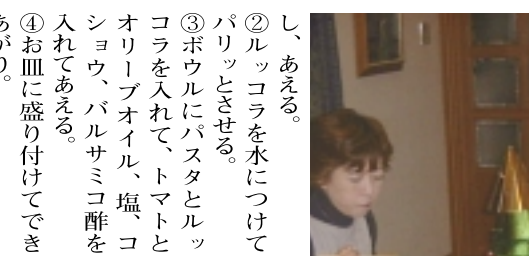 し、あえる。
②ルッコラを水につけて
パリッとさせる。
③ボウルにパスタとルッ
コラを入れて、トマトと
オリーブオイル、塩、コ
ショウ、バルサミコ酢を
入れてあえる。
④お皿に盛り付けてでき
あがり。